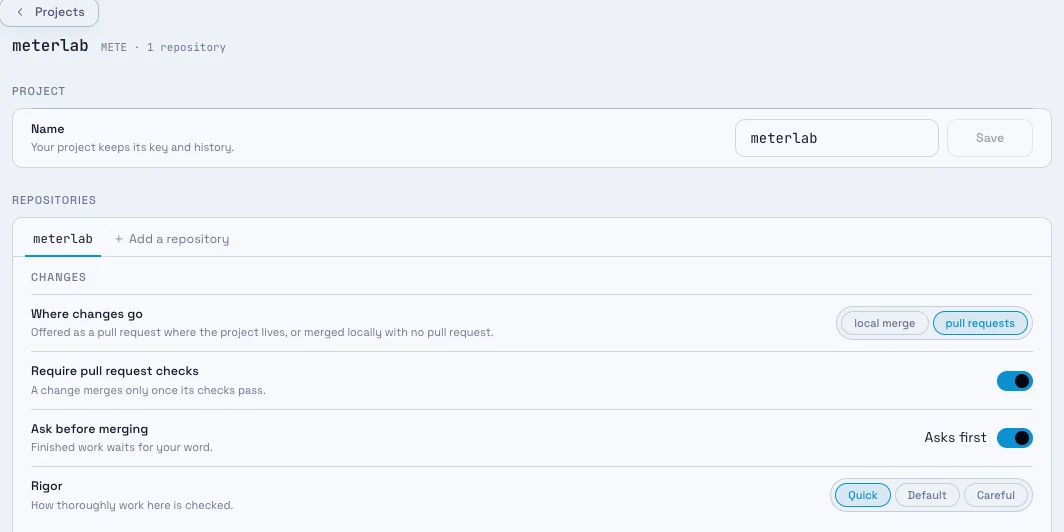 Projects
meterlab METE · 1 repository
PROJECT
Name
Your project keeps its key and history.
meterlab
Save
REPOSITORIES
meterlab + Add a repository
CHANGES
Where changes go
Offered as a pull request where the project lives, or merged locally with no pull request.
local merge pull requests
Require pull request checks
A change merges only once its checks pass.
Ask before merging
Finished work waits for your word.
Asks first
Rigor
How thoroughly work here is checked.
Quick Default Careful